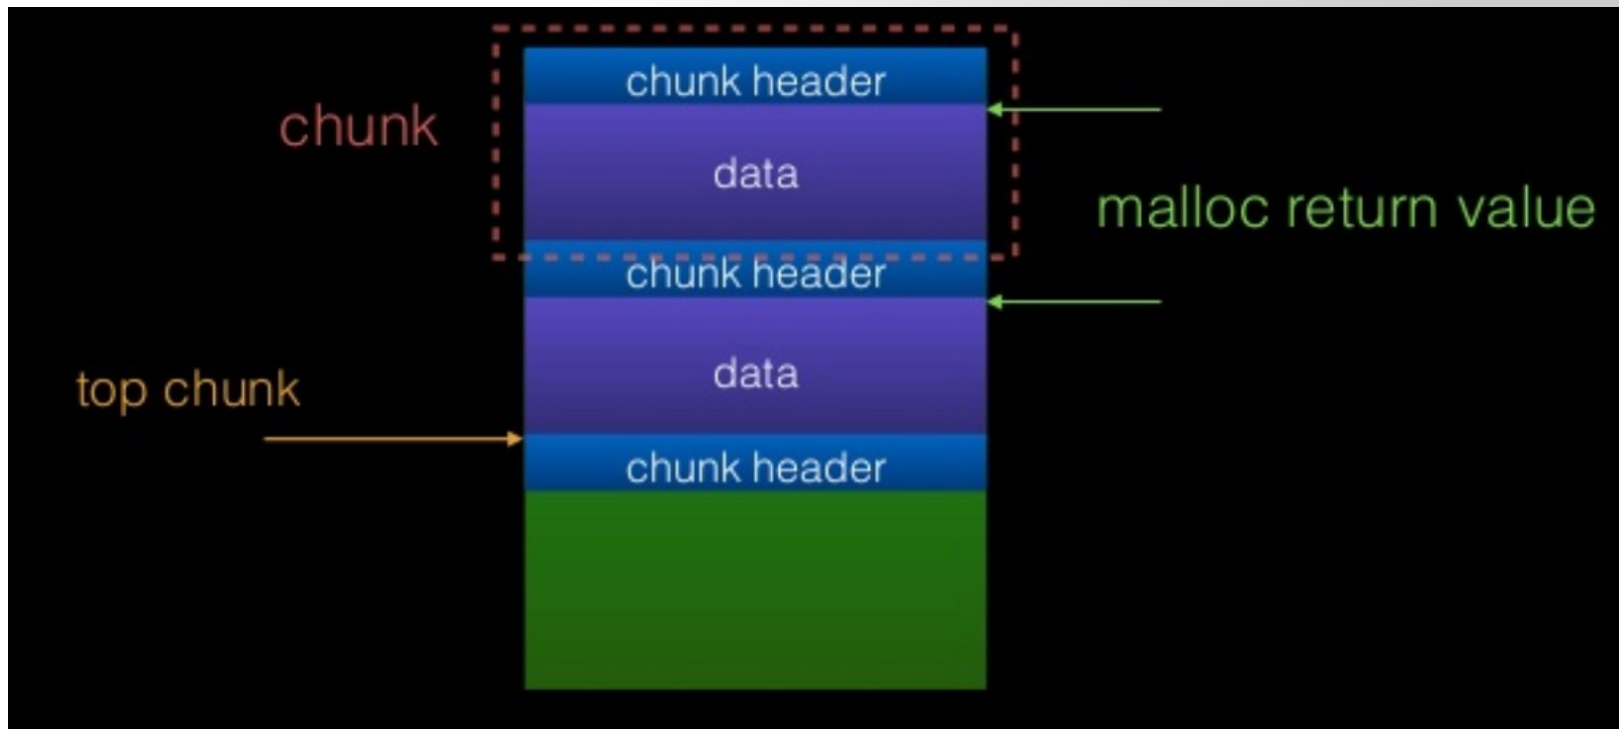 chunk header
chunk
data
malloc return value
chunk header
data
top chunk
chunk header